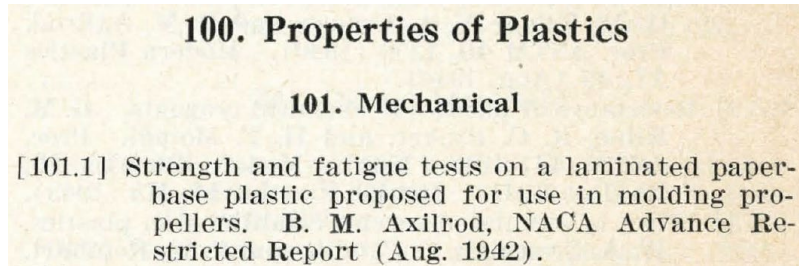 100. Properties of Plastics
101. Mechanical
[101.1] Strength and fatigue tests on a laminated paper-
base plastic proposed for use in molding pro-
pellers. B. M. Axilrod, NACA Advance Re-
stricted Report (Aug. 1942).